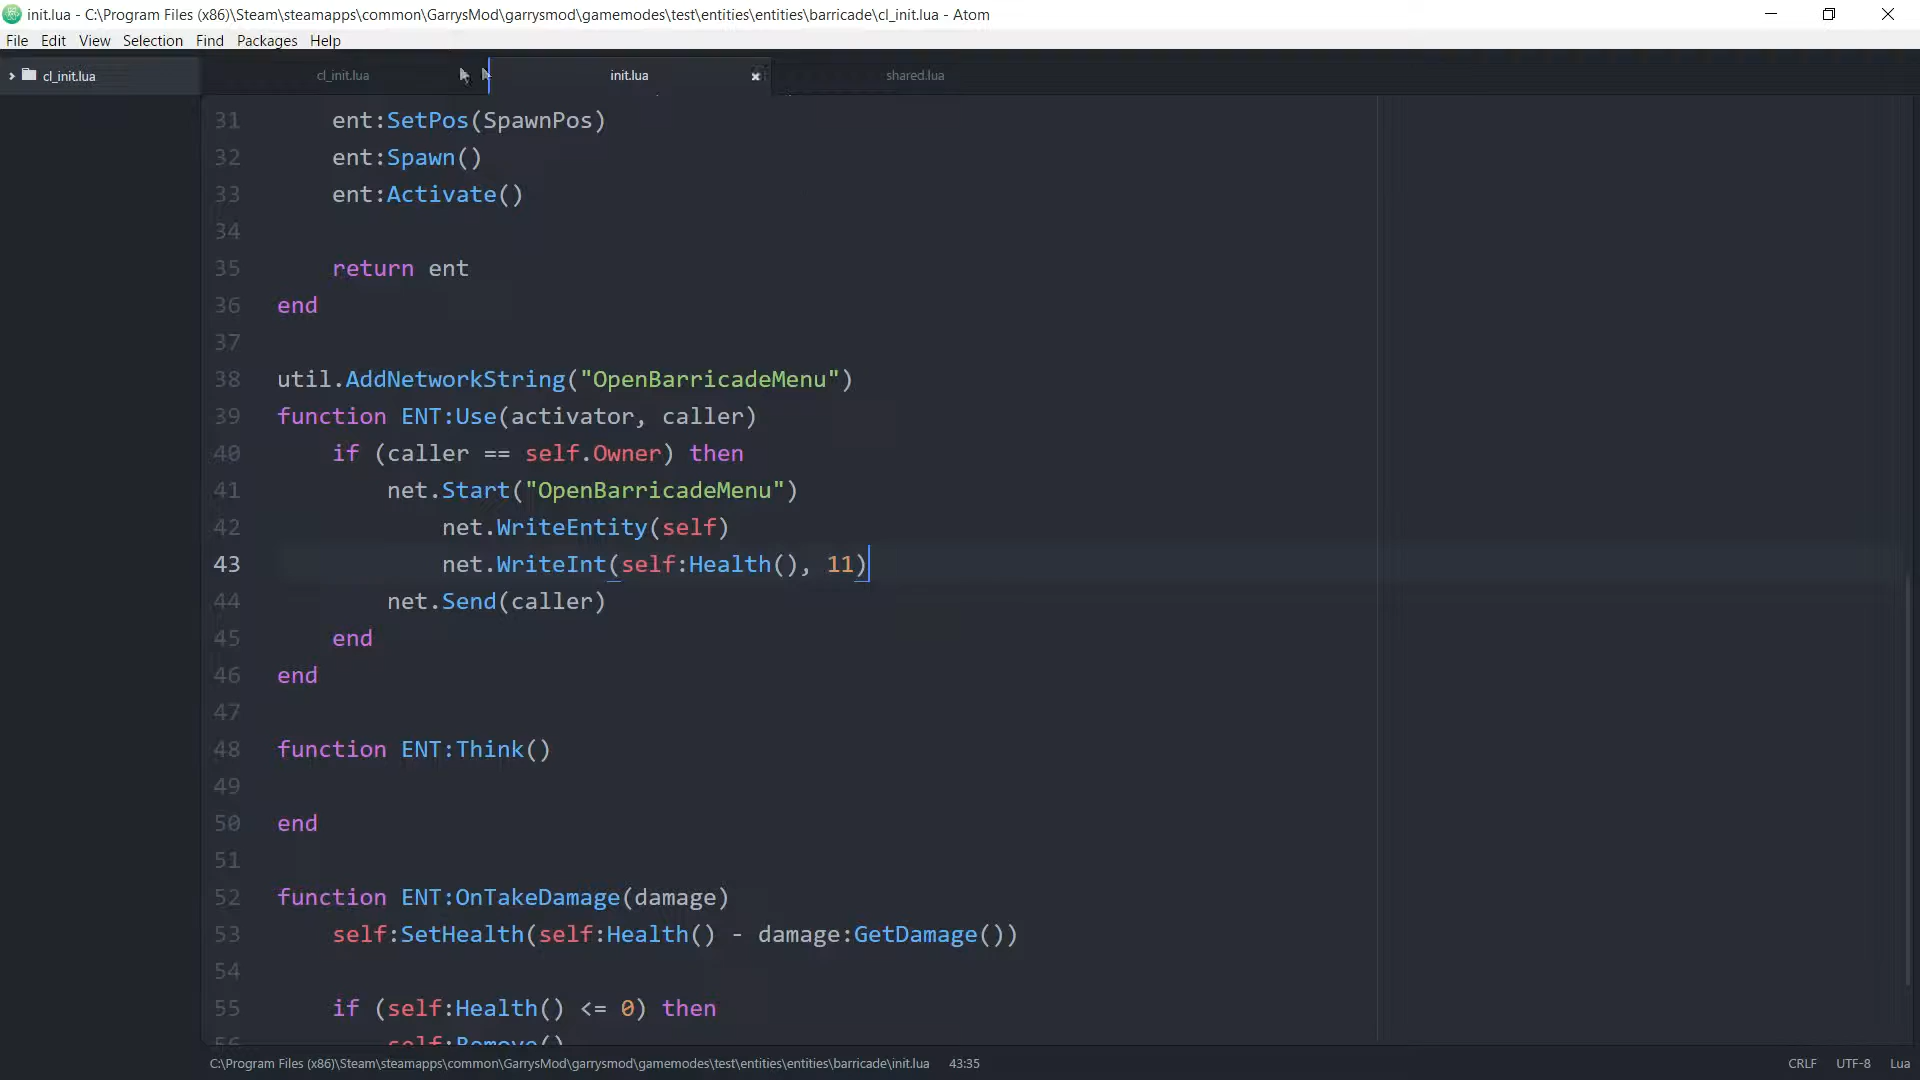 init.lua - C:\Program Files (x86)\Steam\steamapps\common\GarrysMod\garrysmod\gamemodes\test\entities\entities\barricade\cl_init.lua - Atom
File Edit View Selection Find Packages Help
cl_init.lua
cl_init.lua init.lua shared.lua
31 ent:SetPos(SpawnPos)
32 ent:Spawn()
33 ent:Activate()
34
35 return ent
36 end
37
38 util.AddNetworkString("OpenBarricadeMenu")
39 function ENT:Use(activator, caller)
40 if (caller == self.Owner) then
41 net.Start("OpenBarricadeMenu")
42 net.WriteEntity(self)
43 net.WriteInt(self:Health(), 11)
44 net.Send(caller)
45 end
46 end
47
48 function ENT:Think()
49
50 end
51
52 function ENT:OnTakeDamage(damage)
53 self:SetHealth(self:Health() - damage:GetDamage())
54
55 if (self:Health() <= 0) then
56 self:Remove()
C:\Program Files (x86)\Steam\steamapps\common\GarrysMod\garrysmod\gamemodes\test\entities\entities\barricade\init.lua 43:35 CRLF UTF-8 Lua